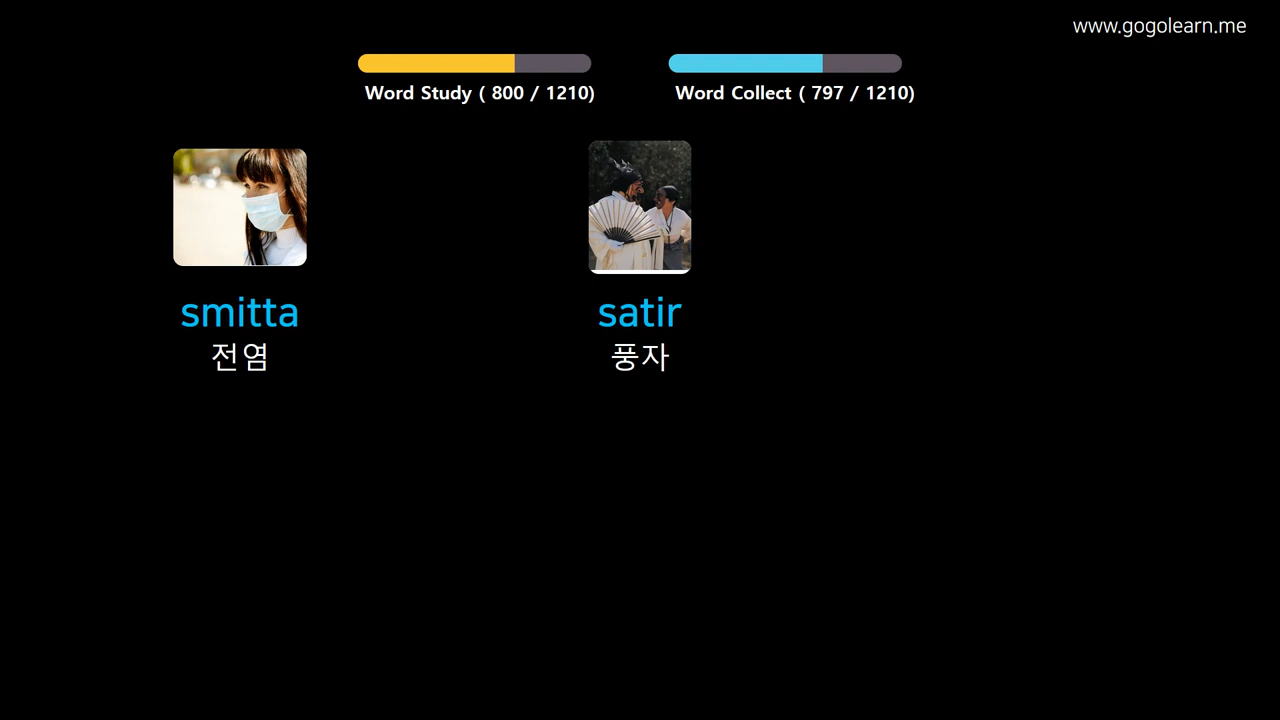 www.gogolearn.me
Word Study ( 800 / 1210)
Word Collect ( 797 / 1210)
smitta
전염
satir
풍자